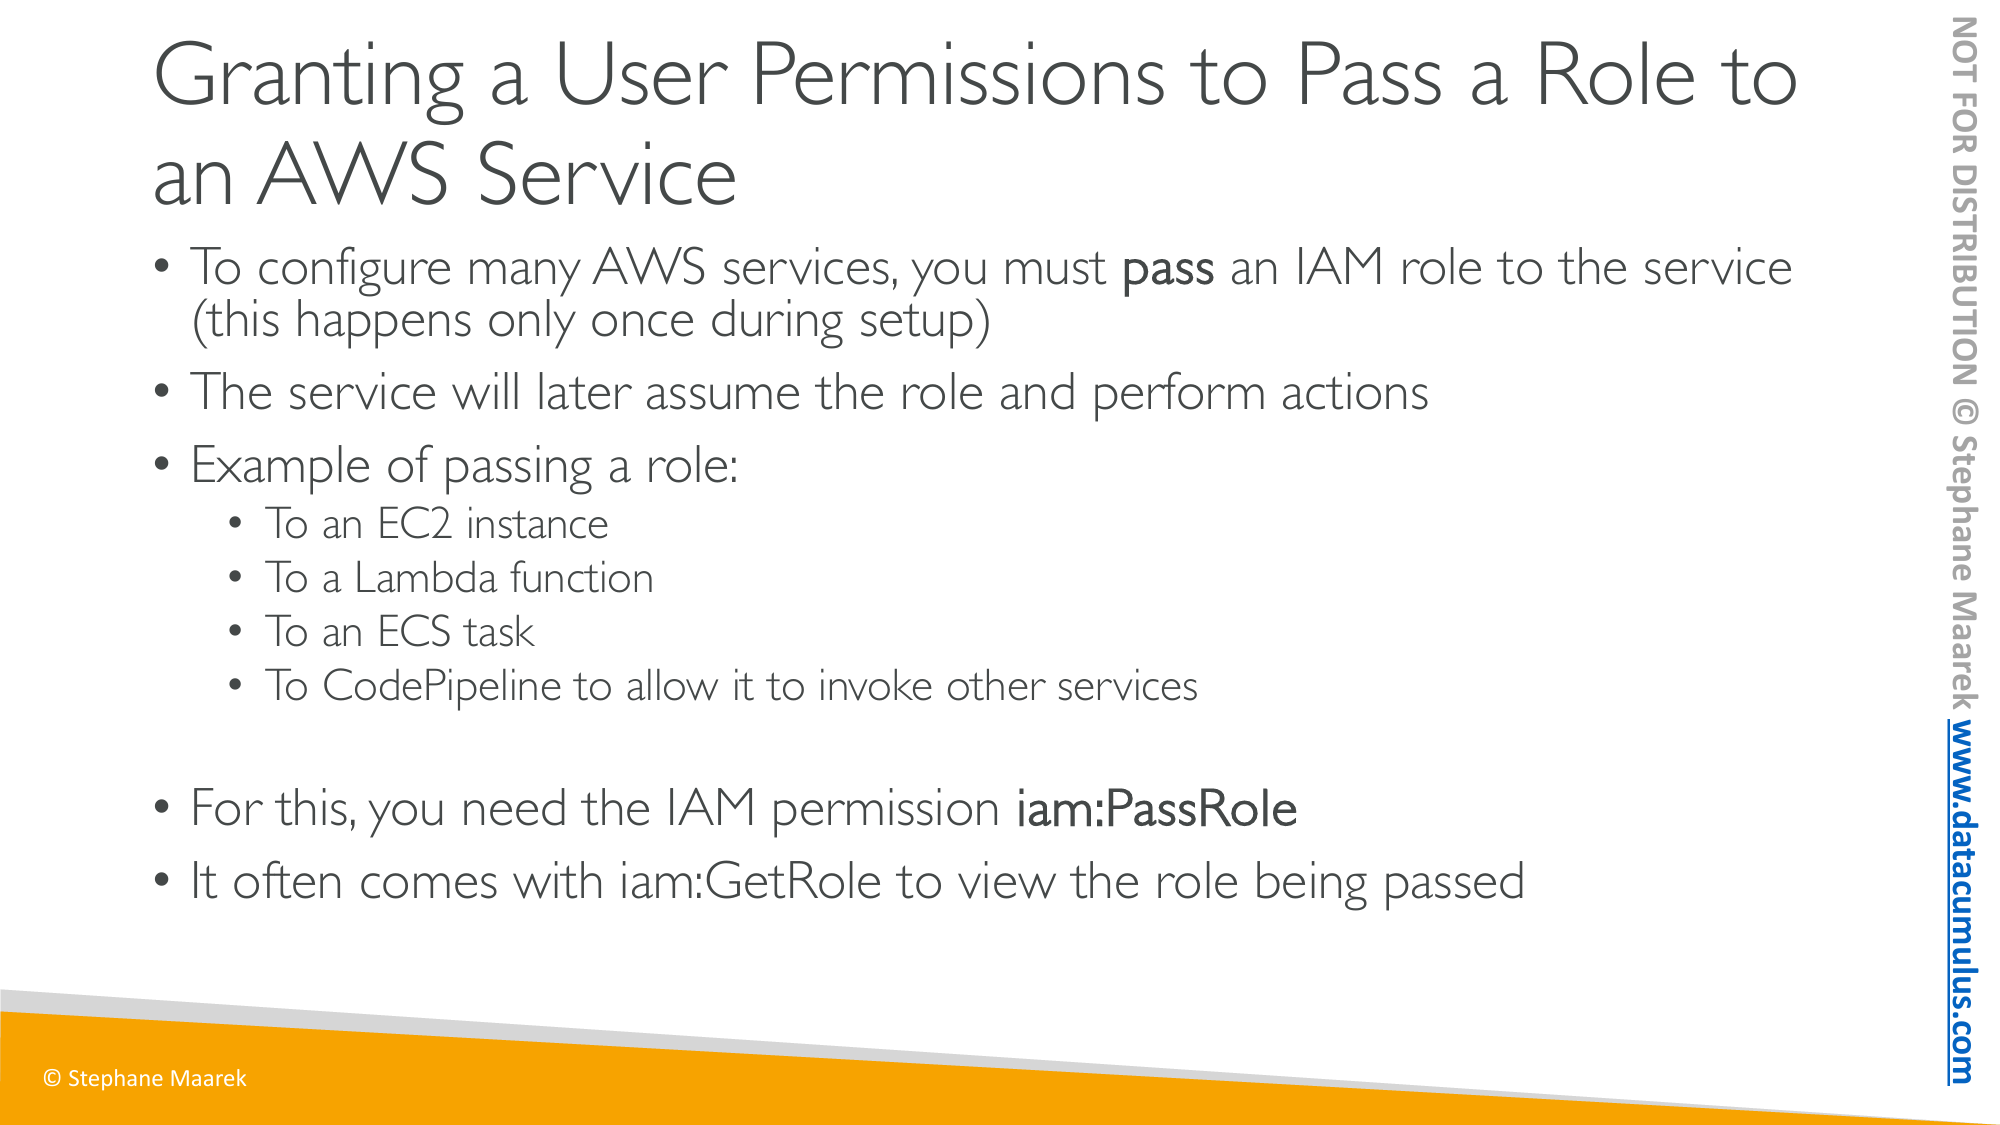 Granting a User Permissions to Pass a Role to
an AWS Service
• To configure many AWS services, you must pass an IAM role to the service
(this happens only once during setup)
• The service will later assume the role and perform actions
• Example of passing a role:
• To an EC2 instance
• To a Lambda function
• To an ECS task
• To CodePipeline to allow it to invoke other services
• For this, you need the IAM permission iam:PassRole
• It often comes with iam:GetRole to view the role being passed
© Stephane Maarek
NOT FOR DISTRIBUTION © Stephane Maarek www.datacumulus.com